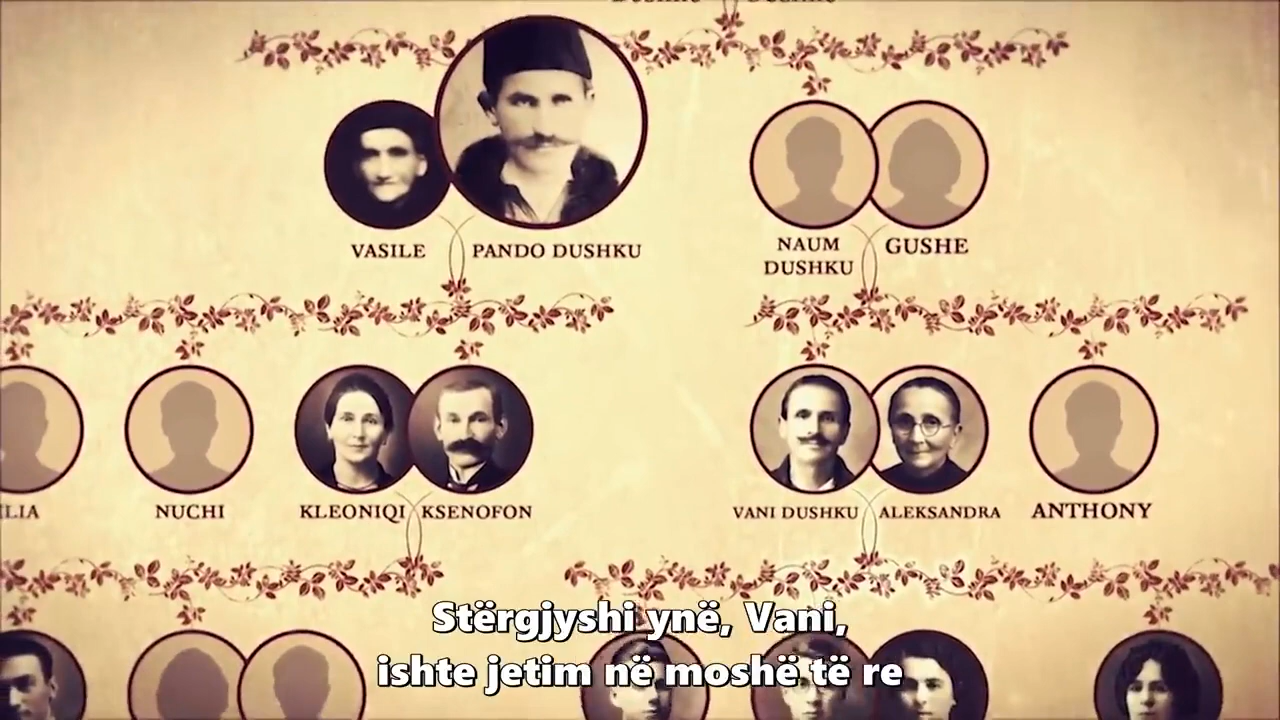 VASILE
PANDO DUSHKU
NAUM
DUSHKU
GUSHE
NUCHI
KLEONIQI
KSENOFON
VANI DUSHKU
ALEKSANDRA
ANTHONY
Stërgjyshi ynë, Vani,
ishte jetim në moshë të re